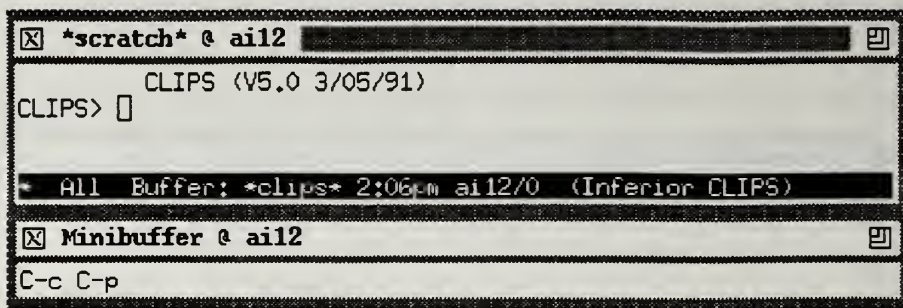 *scratch* @ ai12
CLIPS (V5.0 3/05/91)
CLIPS>
* All Buffer: *clips* 2:06pm ai12/0 (Inferior CLIPS)
Minibuffer @ ai12
C-c C-p